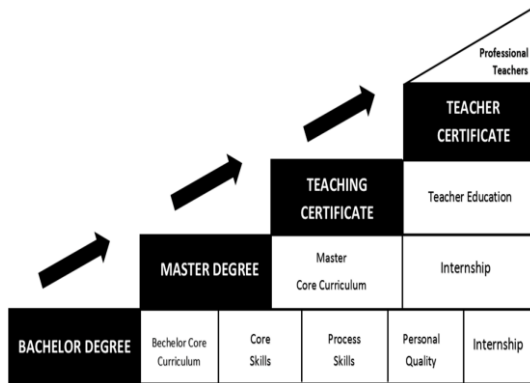 Professional
Teachers
TEACHER
CERTIFICATE
TEACHING
CERTIFICATE
Teacher Education
MASTER DEGREE
Master
Core Curriculum
Internship
BACHELOR DEGREE
Bechelor Core
Curriculum
Core
Skills
Process
Skills
Personal
Quality
Internship